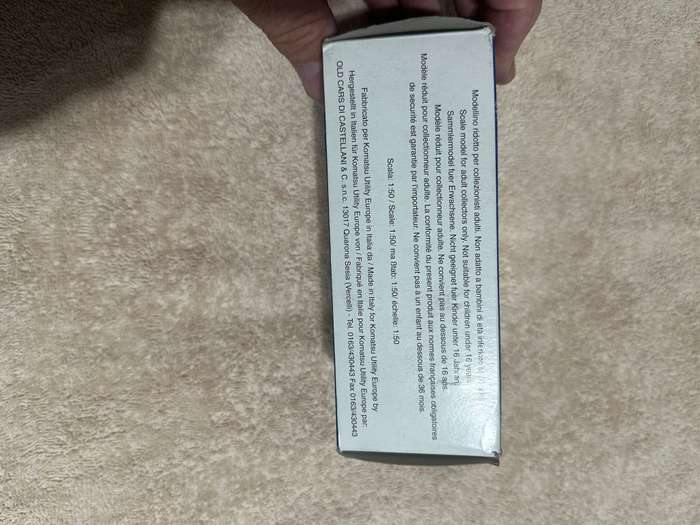 Modellino ridotto per collezionisti adulti. Non adatto a bambini di età
Scale model for adult collectors only. Not suitable for children under 16 years.
Sammlermodel fuer Erwachsene. Nicht geeignet fuer Kinder unter 16
Modèle réduit pour collectionneur adulte. Ne convient pas au dessous de 16 ans.
Modèle réduit pour collectionneur adulte. La conformité du present produit aux normes françaises obligatoires
de securité est garantie par l'importateur. Ne convient pas à un enfant au dessous de 36 mois.
Scala: 1:50 / Scale: 1:50/ ma ßtab: 1:50/ échelle: 1:50
Fabbricato per Komatsu Utility Europe in Italia da / Made in Italy for Komatsu Utility Europe by
Hergestellt in Italien für Komatsu Utility Europe von / Fabriqué en Italie pour Komatsu Utility Europe par:
OLD CARS DI CASTELLANI & C. s.n.c. 13017 Quarona Sesia (Vercelli) - Tel. 0163/430443 Fax 0163/430443